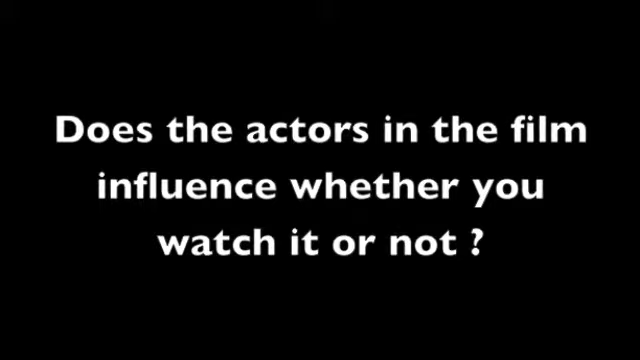 Does the actors in the film
influence whether you
watch it or not ?